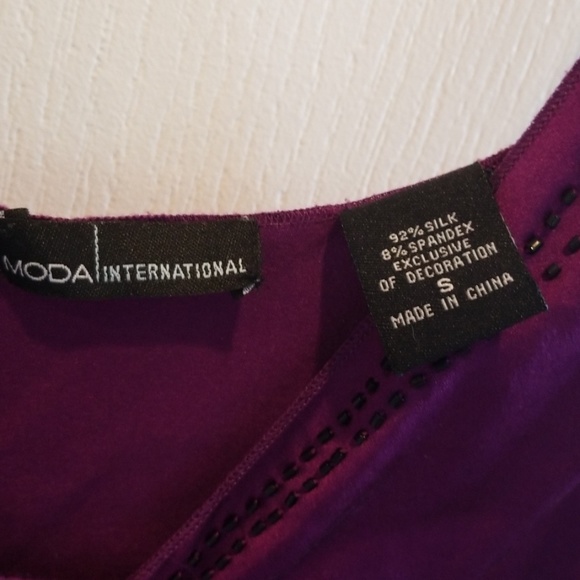 MODA INTERNATIONAL
92% SILK
8% SPANDEX
EXCLUSIVE
OF DECORATION
S
MADE IN CHINA